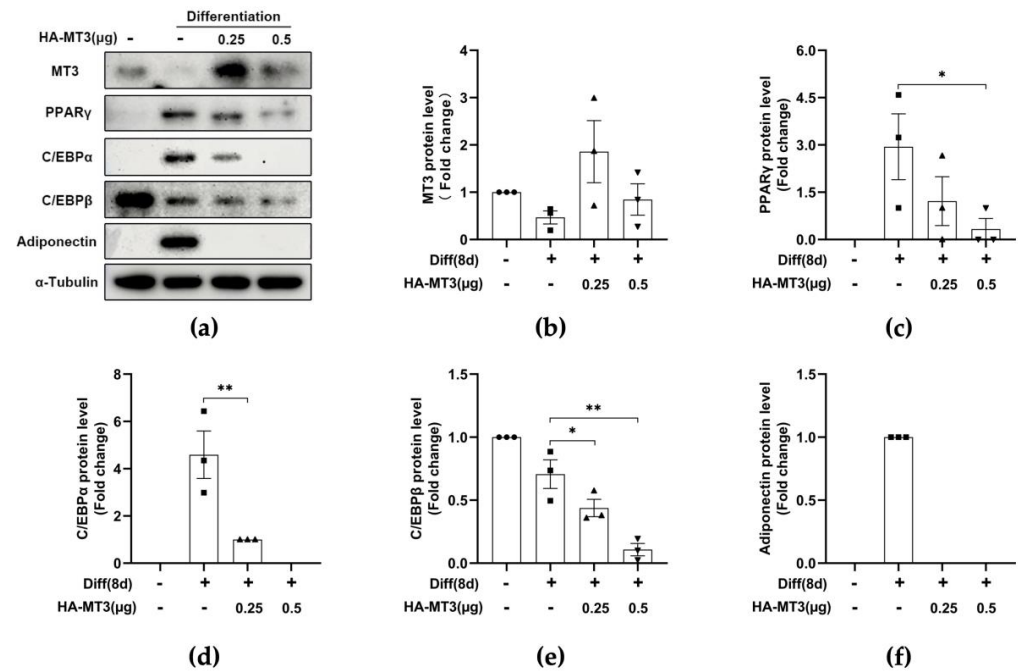 Differentiation
HA-MT3(μg) - - 0.25 0.5
MT3
PPARγ
C/EBPα
C/EBPβ
Adiponectin
α-Tubulin
(a)
MT3 protein level
( Fold change)
4
3
2
1
0
Diff(8d) - + + +
HA-MT3(μg) - - 0.25 0.5
(b)
PPARγ protein level
(Fold change)
6.0
4.5
3.0
1.5
0.0
*
Diff(8d) - + + +
HA-MT3(μg) - - 0.25 0.5
(c)
C/EBPα protein level
(Fold change)
8
6
4
2
0
**
Diff(8d) - + + +
HA-MT3(μg) - - 0.25 0.5
(d)
C/EBPβ protein level
(Fold change)
1.5
1.0
0.5
0.0
**
*
Diff(8d) - + + +
HA-MT3(μg) - - 0.25 0.5
(e)
Adiponectin protein level
(Fold change)
1.5
1.0
0.5
0.0
Diff(8d) - + + +
HA-MT3(μg) - - 0.25 0.5
(f)